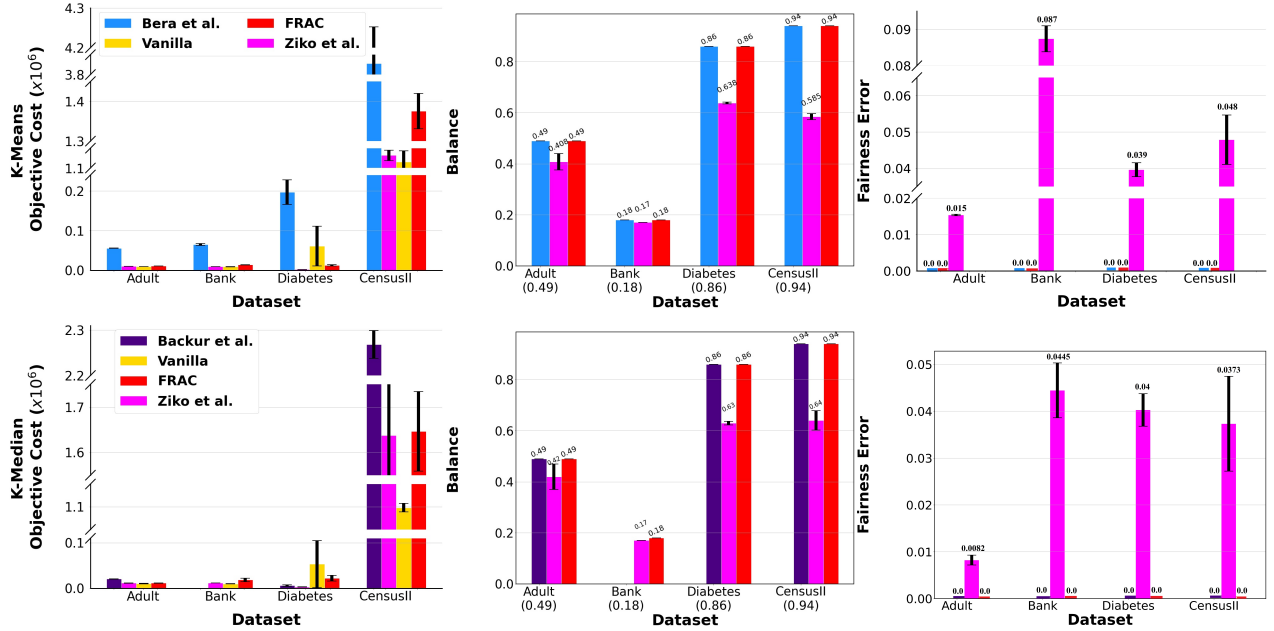 K-Means
Objective Cost (x10⁶)
4.3
4.2
3.8
1.4
1.3
1.1
0.2
0.1
0.0
Bera et al.
Vanilla
FRAC
Ziko et al.
Adult Bank Diabetes CensusII
Dataset
Balance
0.8
0.6
0.4
0.2
0.0
0.49 0.408 0.49
0.18 0.17 0.18
0.86 0.638 0.86
0.94 0.585 0.94
Adult Bank Diabetes CensusII
(0.49) (0.18) (0.86) (0.94)
Dataset
Fairness Error
0.09
0.08
0.06
0.05
0.04
0.02
0.01
0.00
0.0 0.0 0.015
0.0 0.0 0.087
0.0 0.0 0.039
0.0 0.0 0.048
Adult Bank Diabetes CensusII
Dataset
K-Median
Objective Cost (x10⁶)
2.3
2.2
1.7
1.6
1.1
0.1
0.0
Backur et al.
Vanilla
FRAC
Ziko et al.
Adult Bank Diabetes CensusII
Dataset
Balance
0.8
0.6
0.4
0.2
0.0
0.49 0.42 0.49
0.17 0.18
0.86 0.63 0.86
0.94 0.64 0.94
Adult Bank Diabetes CensusII
(0.49) (0.18) (0.86) (0.94)
Dataset
Fairness Error
0.05
0.04
0.03
0.02
0.01
0.00
0.0 0.0082 0.0
0.0 0.0445 0.0
0.0 0.04 0.0
0.0 0.0373 0.0
Adult Bank Diabetes CensusII
Dataset